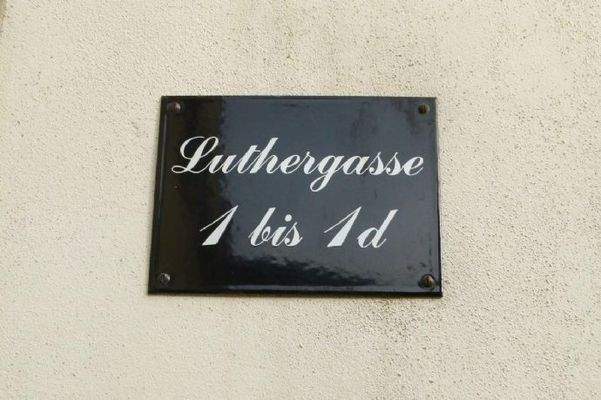 Luthergasse
1 bis 1d